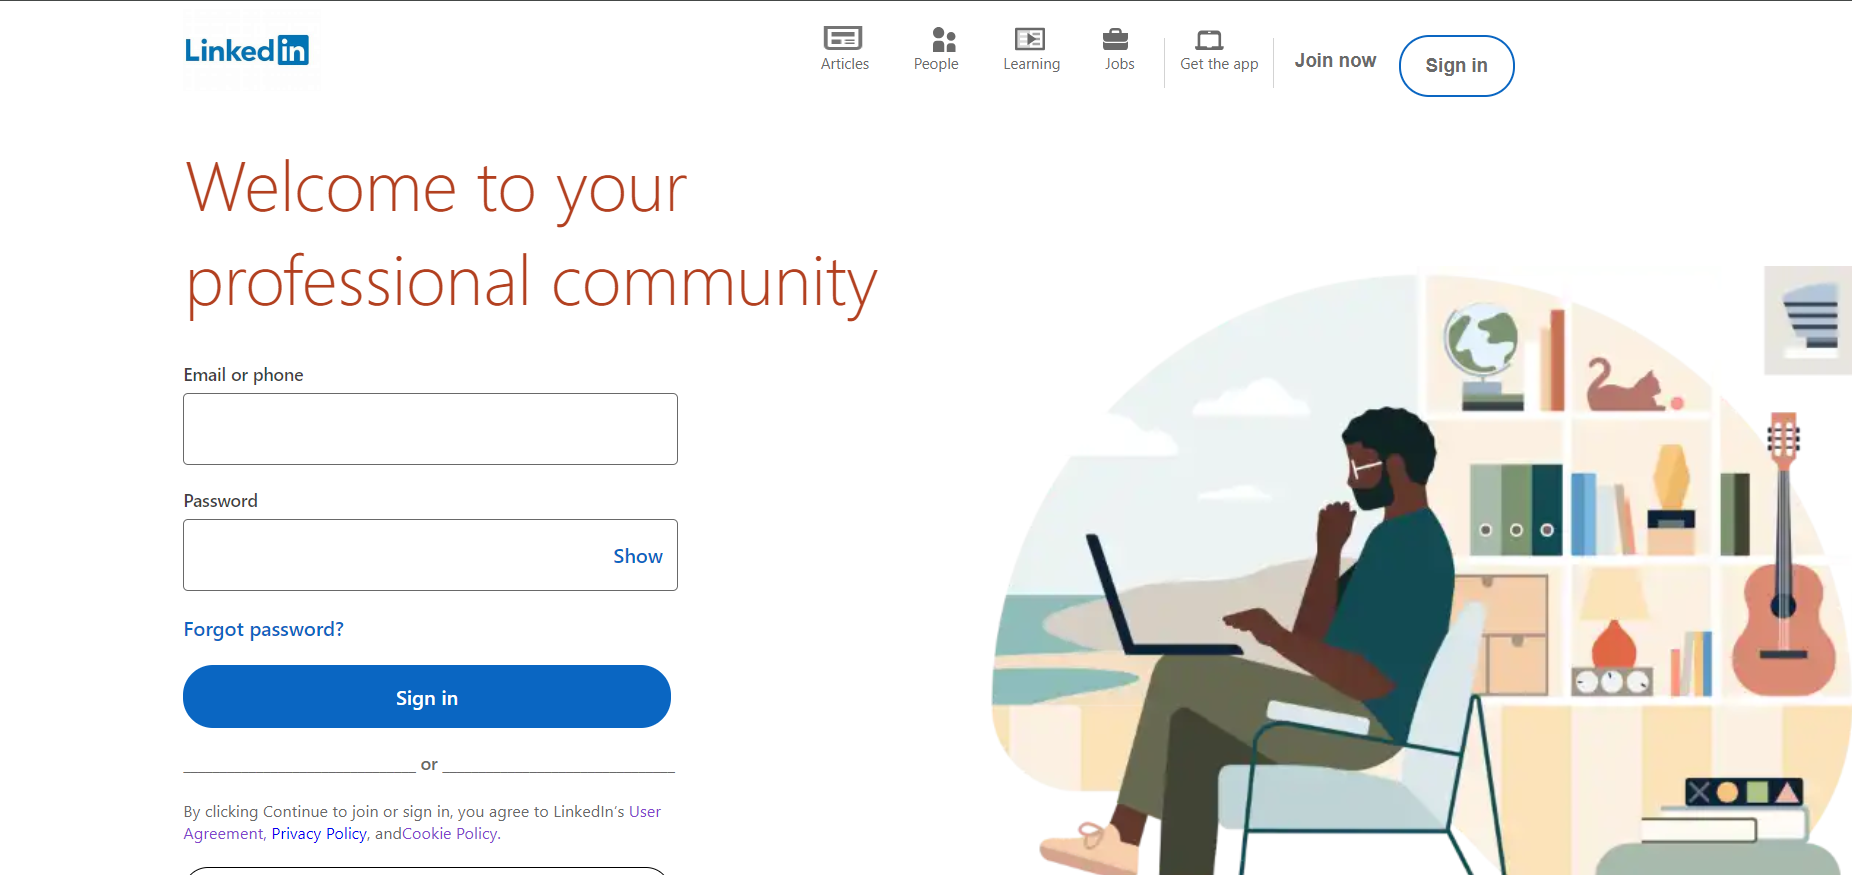 Linked in
Articles
People
Learning
Jobs
Get the app
Join now
Sign in
Welcome to your
professional community
Email or phone
Password
Show
Forgot password?
Sign in
or
By clicking Continue to join or sign in, you agree to LinkedIn’s User
Agreement, Privacy Policy, andCookie Policy.